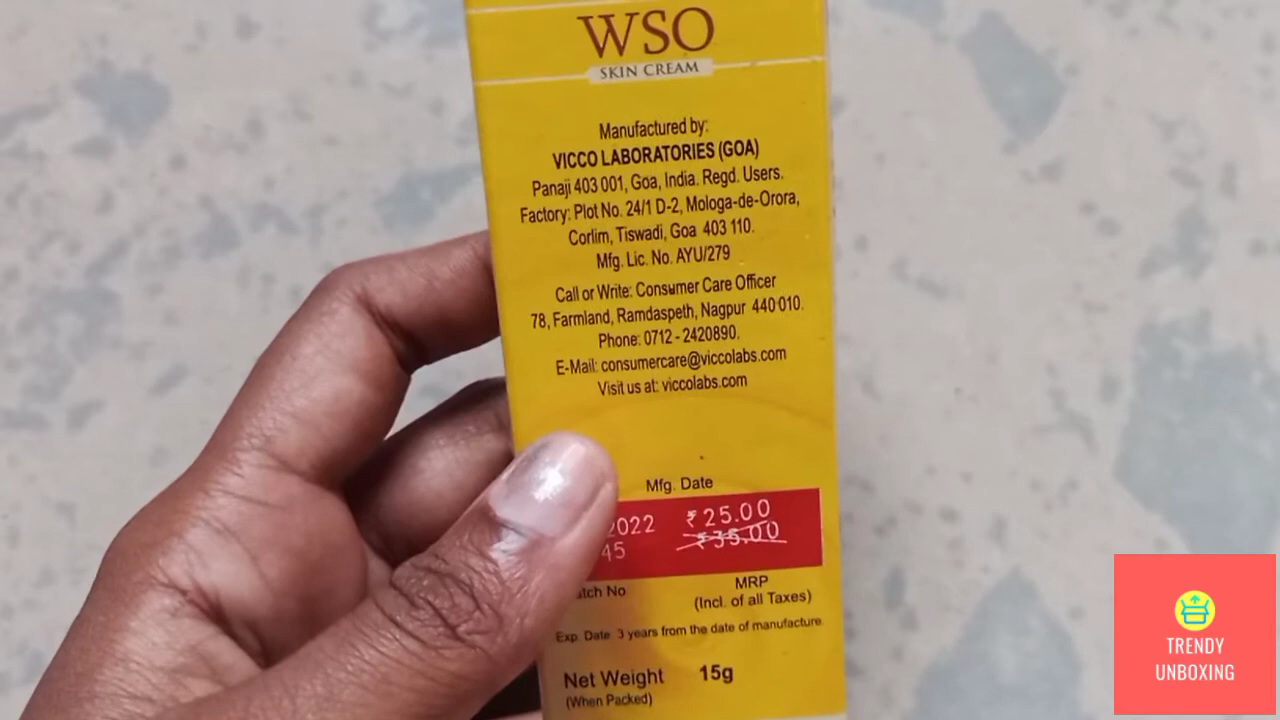 WSO
SKIN CREAM
Manufactured by:
VICCO LABORATORIES (GOA)
Panaji 403 001, Goa, India. Regd. Users.
Factory: Plot No. 24/1 D-2, Mologa-de-Orora,
Corlim, Tiswadi, Goa 403 110.
Mfg. Lic. No. AYU/279
Call or Write: Consumer Care Officer
78, Farmland, Ramdaspeth, Nagpur 440 010.
Phone: 0712 - 2420890.
E-Mail: consumercare@viccolabs.com
Visit us at: viccolabs.com
Mfg. Date
2022 ₹25.00
45 ₹35.00
atch No MRP
(Incl. of all Taxes)
Exp. Date 3 years from the date of manufacture.
Net Weight 15g
(When Packed)
TRENDY
UNBOXING